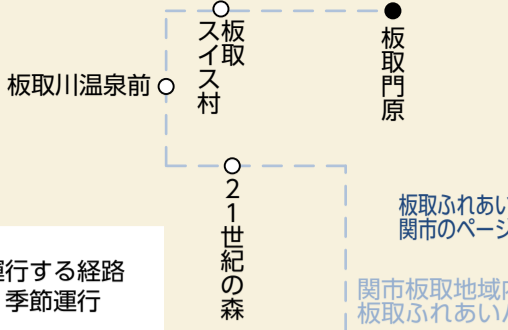 板取
スイス村
板取門原
板取川温泉前
21世紀の森
板取ふれあい
関市のページ
運行する経路
季節運行
関市板取地域内
板取ふれあいバ